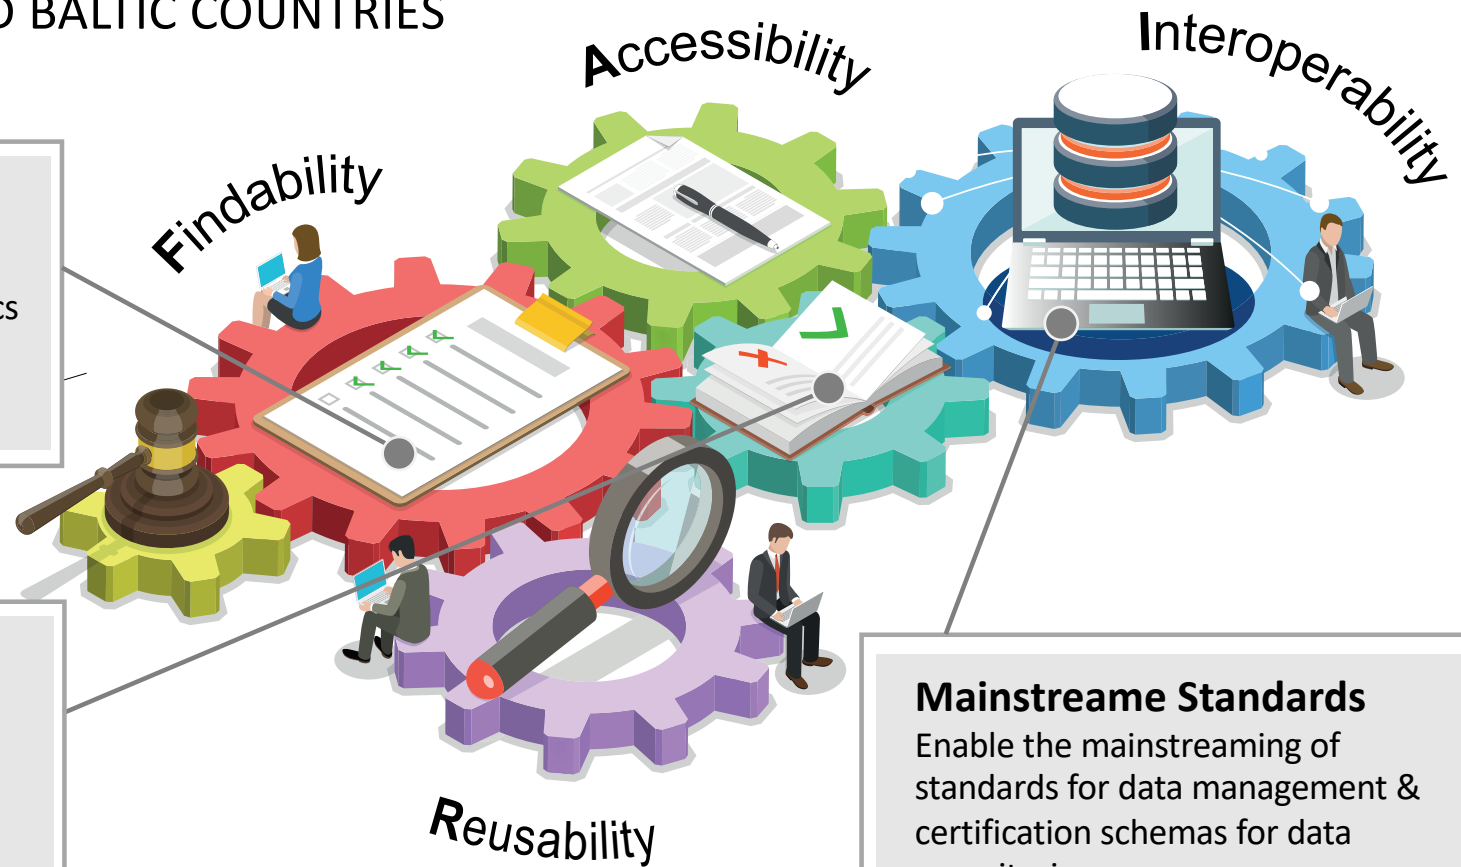 BALTIC COUNTRIES
Accessibility
Interoperability
Findability
cs
Mainstreame Standards
Enable the mainstreaming of
standards for data management &
certification schemas for data
Reusability